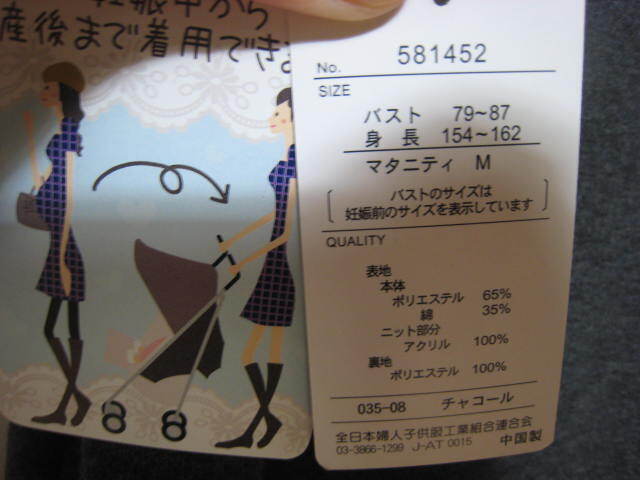 妊娠中から
産後まで着用でき
No. 581452
SIZE
バスト 79~87
身長 154~162
マタニティ M
バストのサイズは
妊娠前のサイズを表示しています
QUALITY
表地
本体
ポリエステル 65%
綿 35%
ニット部分
アクリル 100%
裏地
ポリエステル 100%
035-08 チャコール
全日本婦人子供服工業組合連合会
03-3866-1299 J-AT 0015 中国製